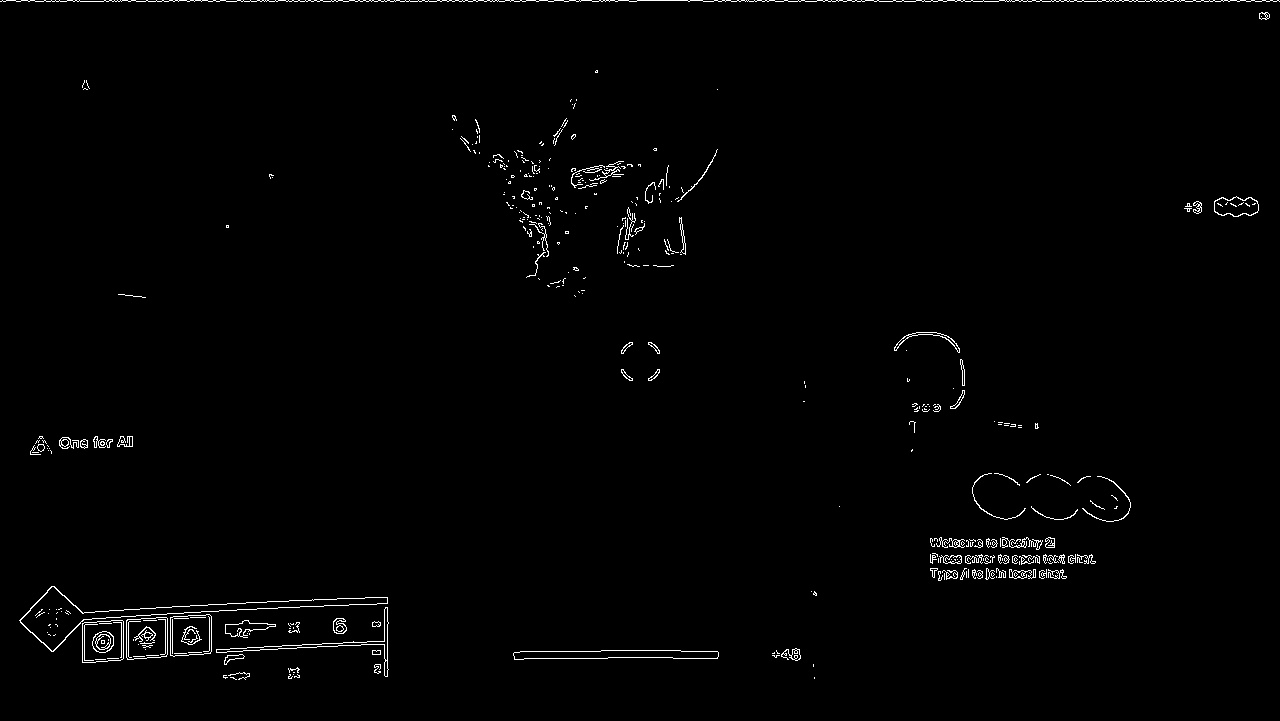 +3
One for All
Welcome to Destiny 2!
Press enter to open text chat.
Type /l to join local chat.
6
+48